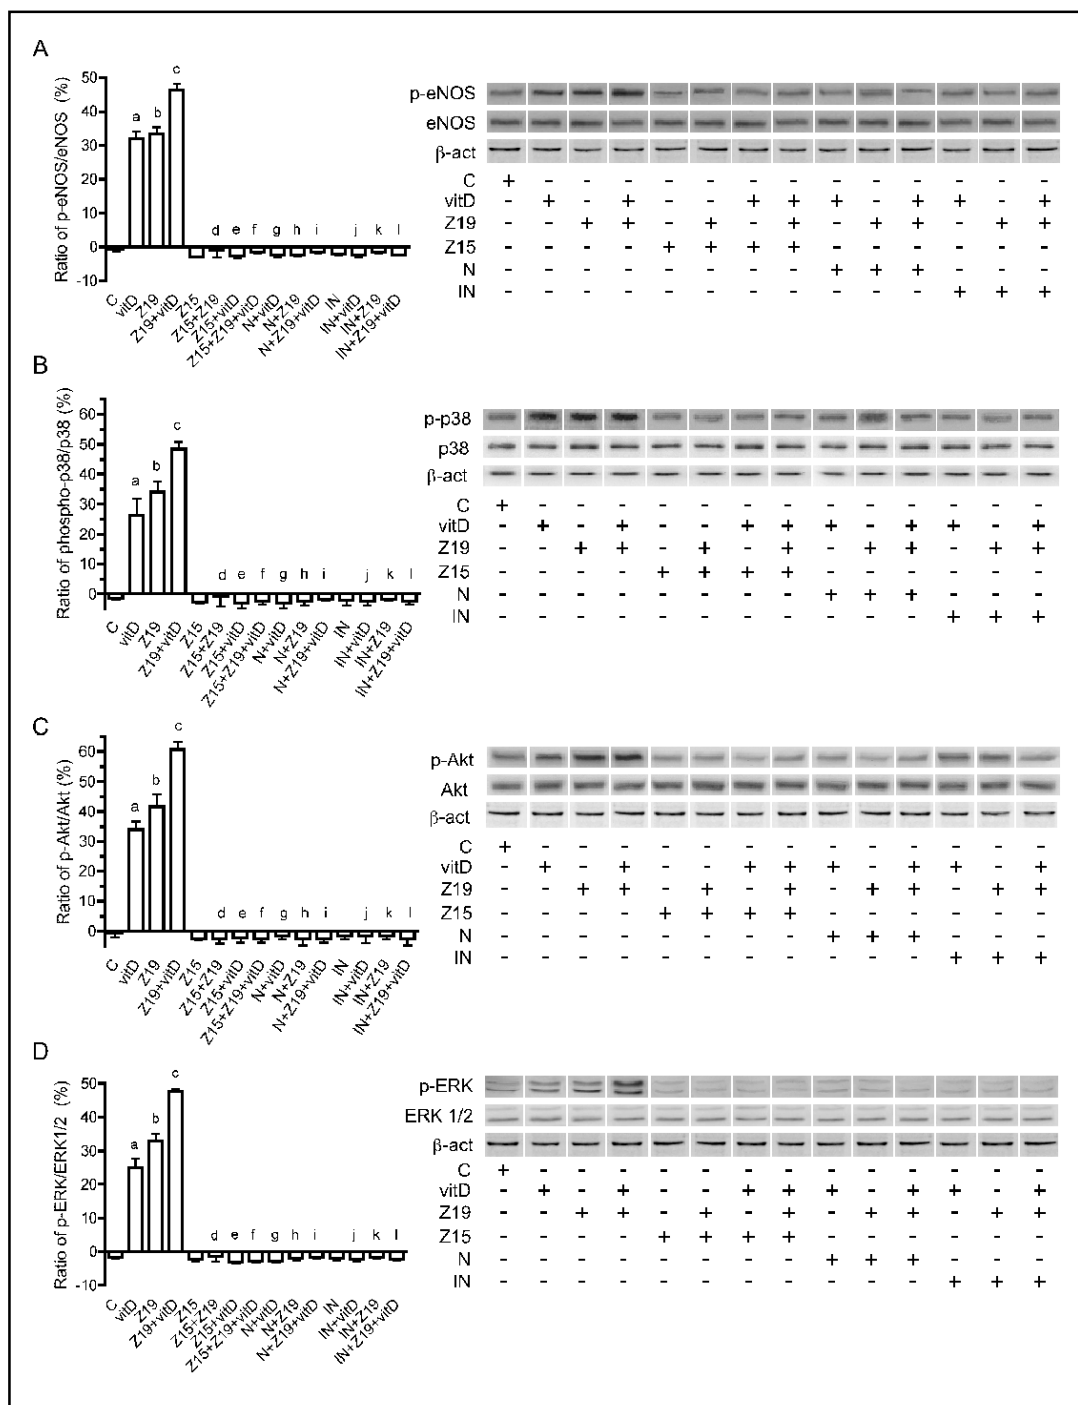 A
Ratio of p-eNOS/eNOS (%)
50
40
30
20
10
0
-10
a
b
c
d e f g h i j k l
C
vitD
Z19
Z19+vitD
Z15
Z15+Z19
Z15+vitD
Z15+Z19+vitD
N+vitD
N+Z19
N+Z19+vitD
IN
IN+vitD
IN+Z19
IN+Z19+vitD
p-eNOS
eNOS
β-act
C + - - - - - - - - - - - - -
vitD - + - + - - + + + - + + - +
Z19 - - + + - + - + - + + - + +
Z15 - - - - + + + + - - - - - -
N - - - - - - - - + + + - - -
IN - - - - - - - - - - - + + +
B
Ratio of phospho-p38/p38 (%)
60
50
40
30
20
10
0
-10
a
b
c
d e f g h i j k l
C
vitD
Z19
Z19+vitD
Z15
Z15+Z19
Z15+vitD
Z15+Z19+vitD
N+vitD
N+Z19
N+Z19+vitD
IN
IN+vitD
IN+Z19
IN+Z19+vitD
p-p38
p38
β-act
C + - - - - - - - - - - - - -
vitD - + - + - - + + + - + + - +
Z19 - - + + - + - + - + + - + +
Z15 - - - - + + + + - - - - - -
N - - - - - - - - + + + - - -
IN - - - - - - - - - - - + + +
C
Ratio of p-Akt/Akt (%)
60
50
40
30
20
10
0
-10
a
b
c
d e f g h i j k l
C
vitD
Z19
Z19+vitD
Z15
Z15+Z19
Z15+vitD
Z15+Z19+vitD
N+vitD
N+Z19
N+Z19+vitD
IN
IN+vitD
IN+Z19
IN+Z19+vitD
p-Akt
Akt
β-act
C + - - - - - - - - - - - - -
vitD - + - + - - + + + - + + - +
Z19 - - + + - + - + - + + - + +
Z15 - - - - + + + + - - - - - -
N - - - - - - - - + + + - - -
IN - - - - - - - - - - - + + +
D
Ratio of p-ERK/ERK1/2 (%)
50
40
30
20
10
0
-10
a
b
c
d e f g h i j k l
C
vitD
Z19
Z19+vitD
Z15
Z15+Z19
Z15+vitD
Z15+Z19+vitD
N+vitD
N+Z19
N+Z19+vitD
IN
IN+vitD
IN+Z19
IN+Z19+vitD
p-ERK
ERK 1/2
β-act
C + - - - - - - - - - - - - -
vitD - + - + - - + + + - + + - +
Z19 - - + + - + - + - + + - + +
Z15 - - - - + + + + - - - - - -
N - - - - - - - - + + + - - -
IN - - - - - - - - - - - + + +